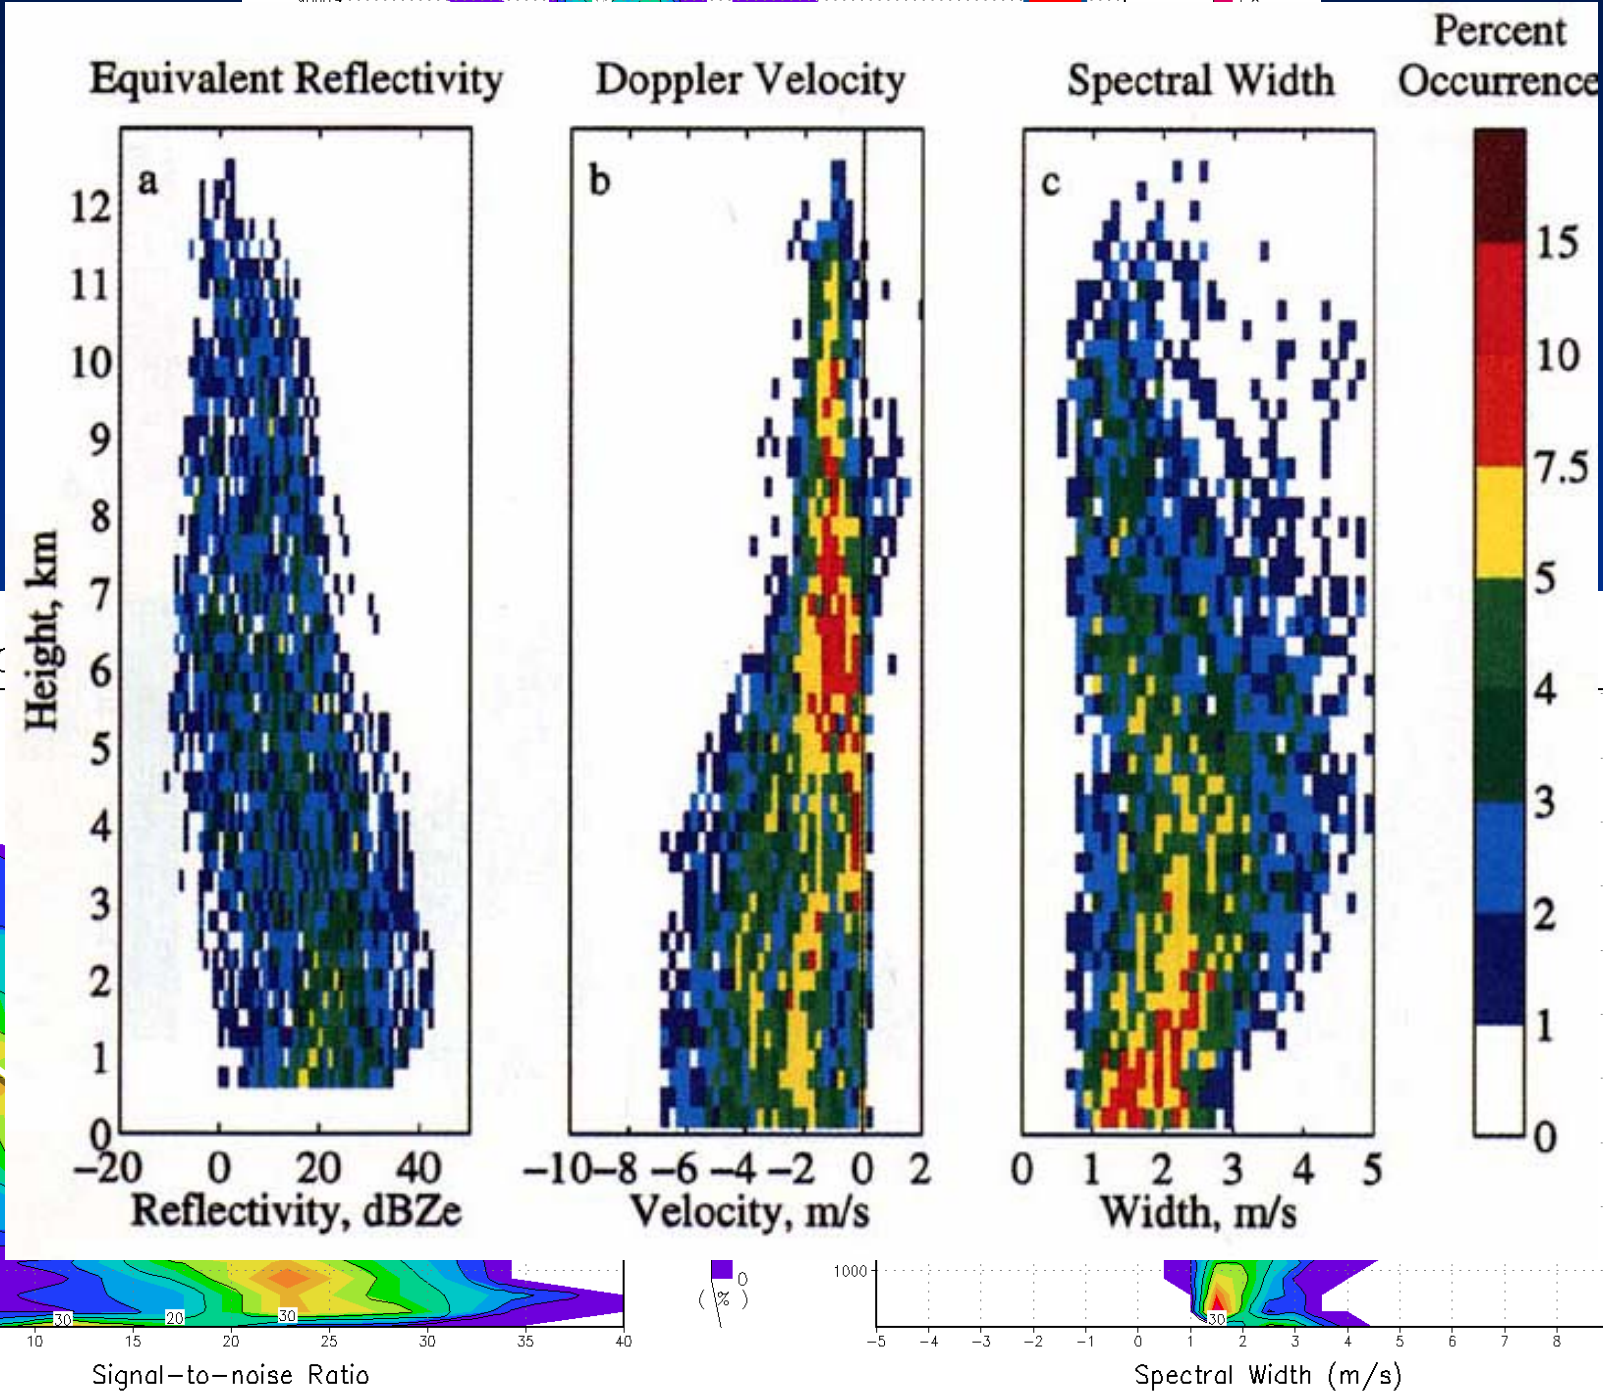 Percent
Equivalent Reflectivity Doppler Velocity Spectral Width Occurrence
a b c
12
11
10
9
8
7
6
5
4
3
2
1
0
Height, km
15
10
7.5
5
4
3
2
1
0
−20 0 20 40 −10 −8 −6 −4 −2 0 2 0 1 2 3 4 5
Reflectivity, dBZe Velocity, m/s Width, m/s
0
( % )
1000
30 20 30 30
10 15 20 25 30 35 40 −5 −4 −3 −2 −1 0 1 2 3 4 5 6 7 8
Signal−to−noise Ratio Spectral Width (m/s)